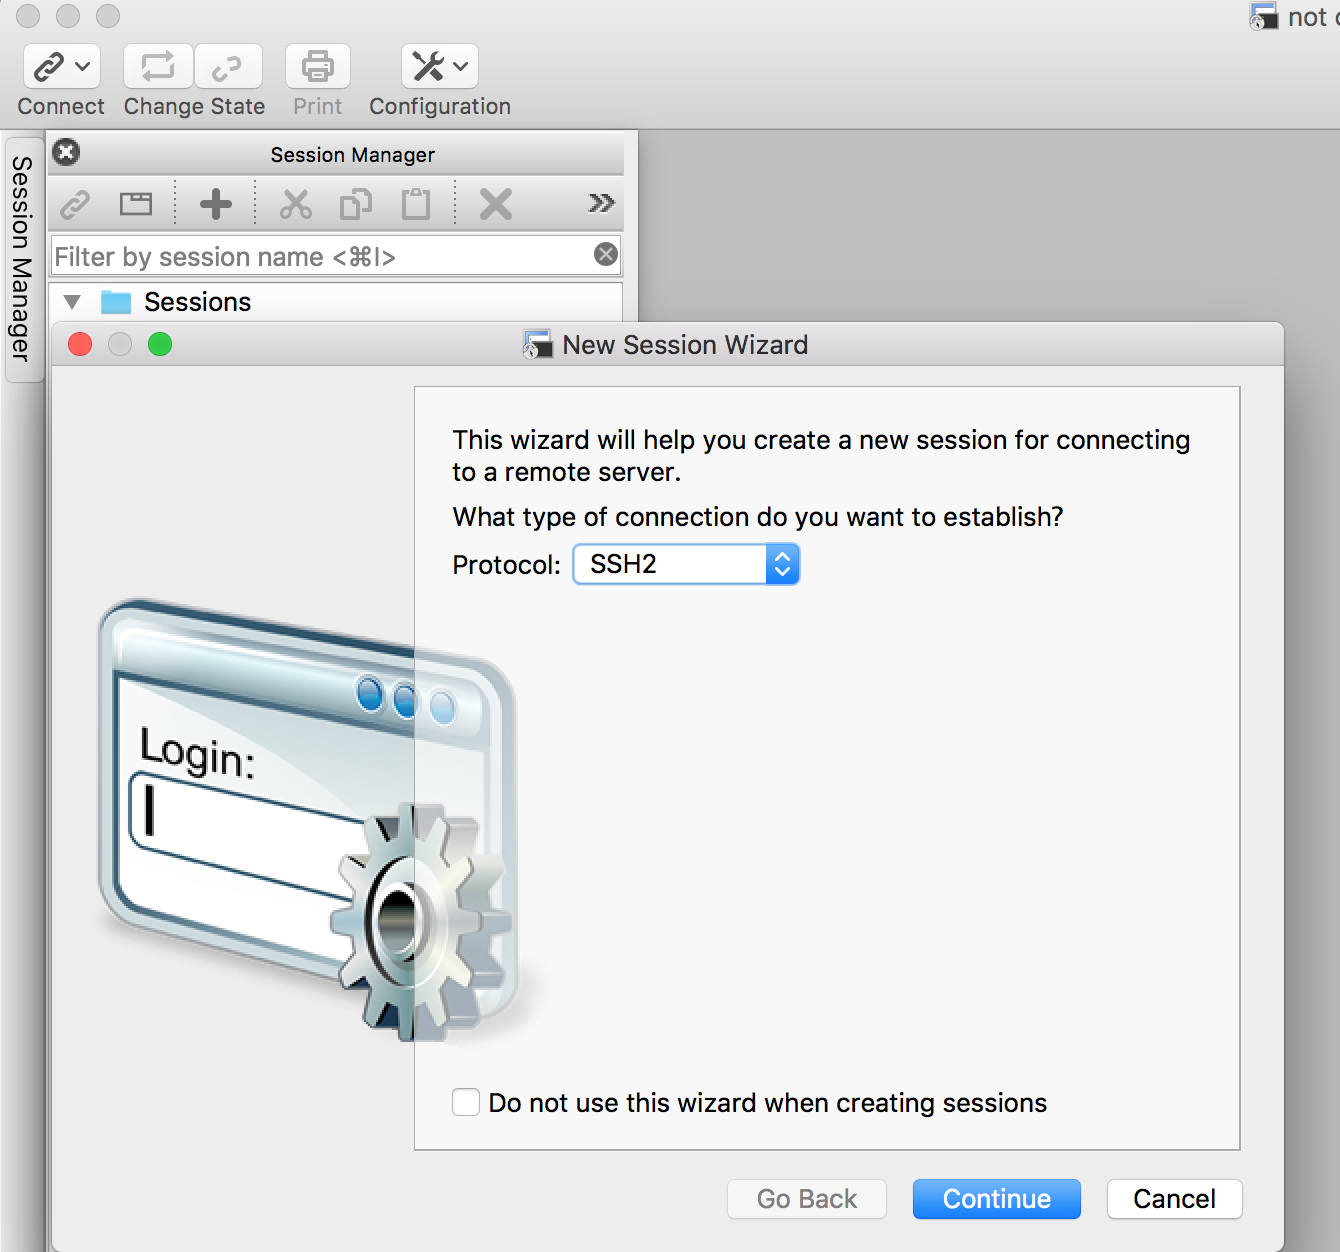 not
Connect Change State Print Configuration
Session Manager
Session Manager
Filter by session name <⌘I>
Sessions
New Session Wizard
This wizard will help you create a new session for connecting
to a remote server.
What type of connection do you want to establish?
Protocol: SSH2
Login:
Do not use this wizard when creating sessions
Go Back Continue Cancel